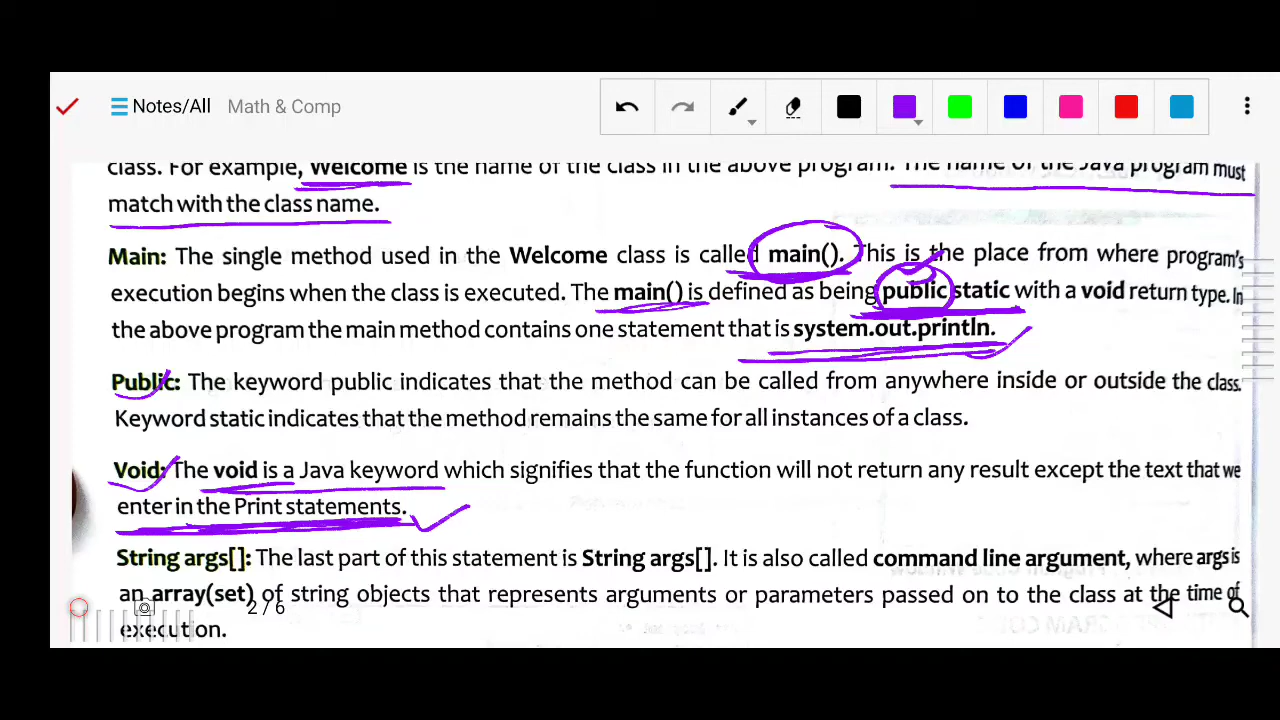 Notes/All Math & Comp
class. For example, Welcome is the name of the class in the above program. The name of the Java program must
match with the class name.
Main: The single method used in the Welcome class is called main(). This is the place from where program's
execution begins when the class is executed. The main() is defined as being public static with a void return type. In
the above program the main method contains one statement that is system.out.println.
Public: The keyword public indicates that the method can be called from anywhere inside or outside the class.
Keyword static indicates that the method remains the same for all instances of a class.
Void: The void is a Java keyword which signifies that the function will not return any result except the text that we
enter in the Print statements.
String args[]: The last part of this statement is String args[]. It is also called command line argument, where args is
an array(set) of string objects that represents arguments or parameters passed on to the class at the time of
2/6
execution.